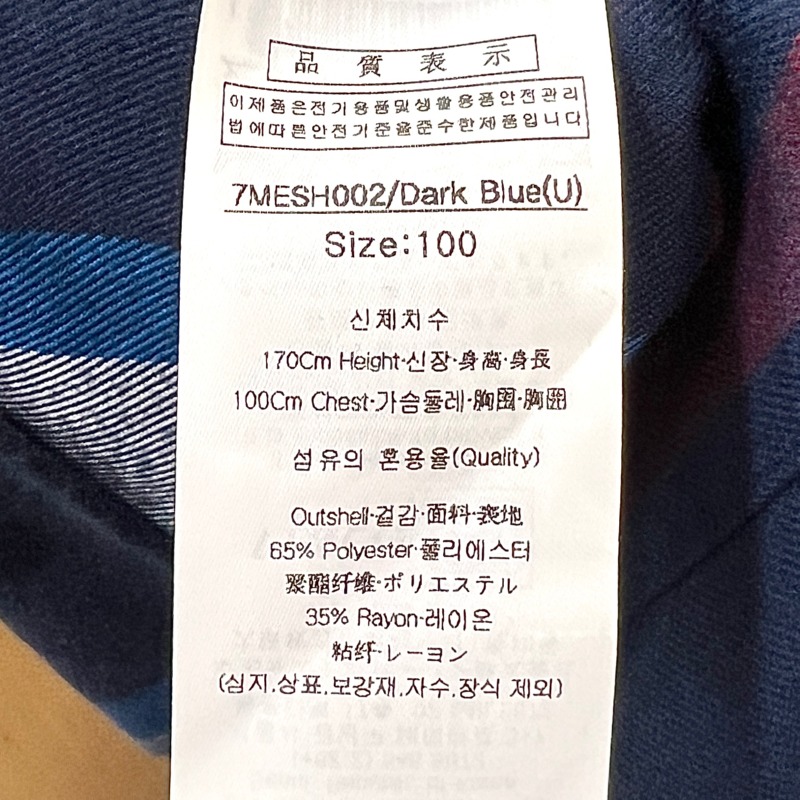 品質表示
이제품은전기용품및생활용품안전관리
법에따른안전기준을준수한제품입니다
7MESH002/Dark Blue(U)
Size:100
신체치수
170Cm Height·신장·身高·身長
100Cm Chest·가슴둘레·胸围·胸囲
섬유의 혼용율(Quality)
Outshell·겉감·面料·表地
65% Polyester·폴리에스터
聚酯纤维·ポリエステル
35% Rayon·레이온
粘纤·レーヨン
(심지,상표,보강재,자수,장식 제외)